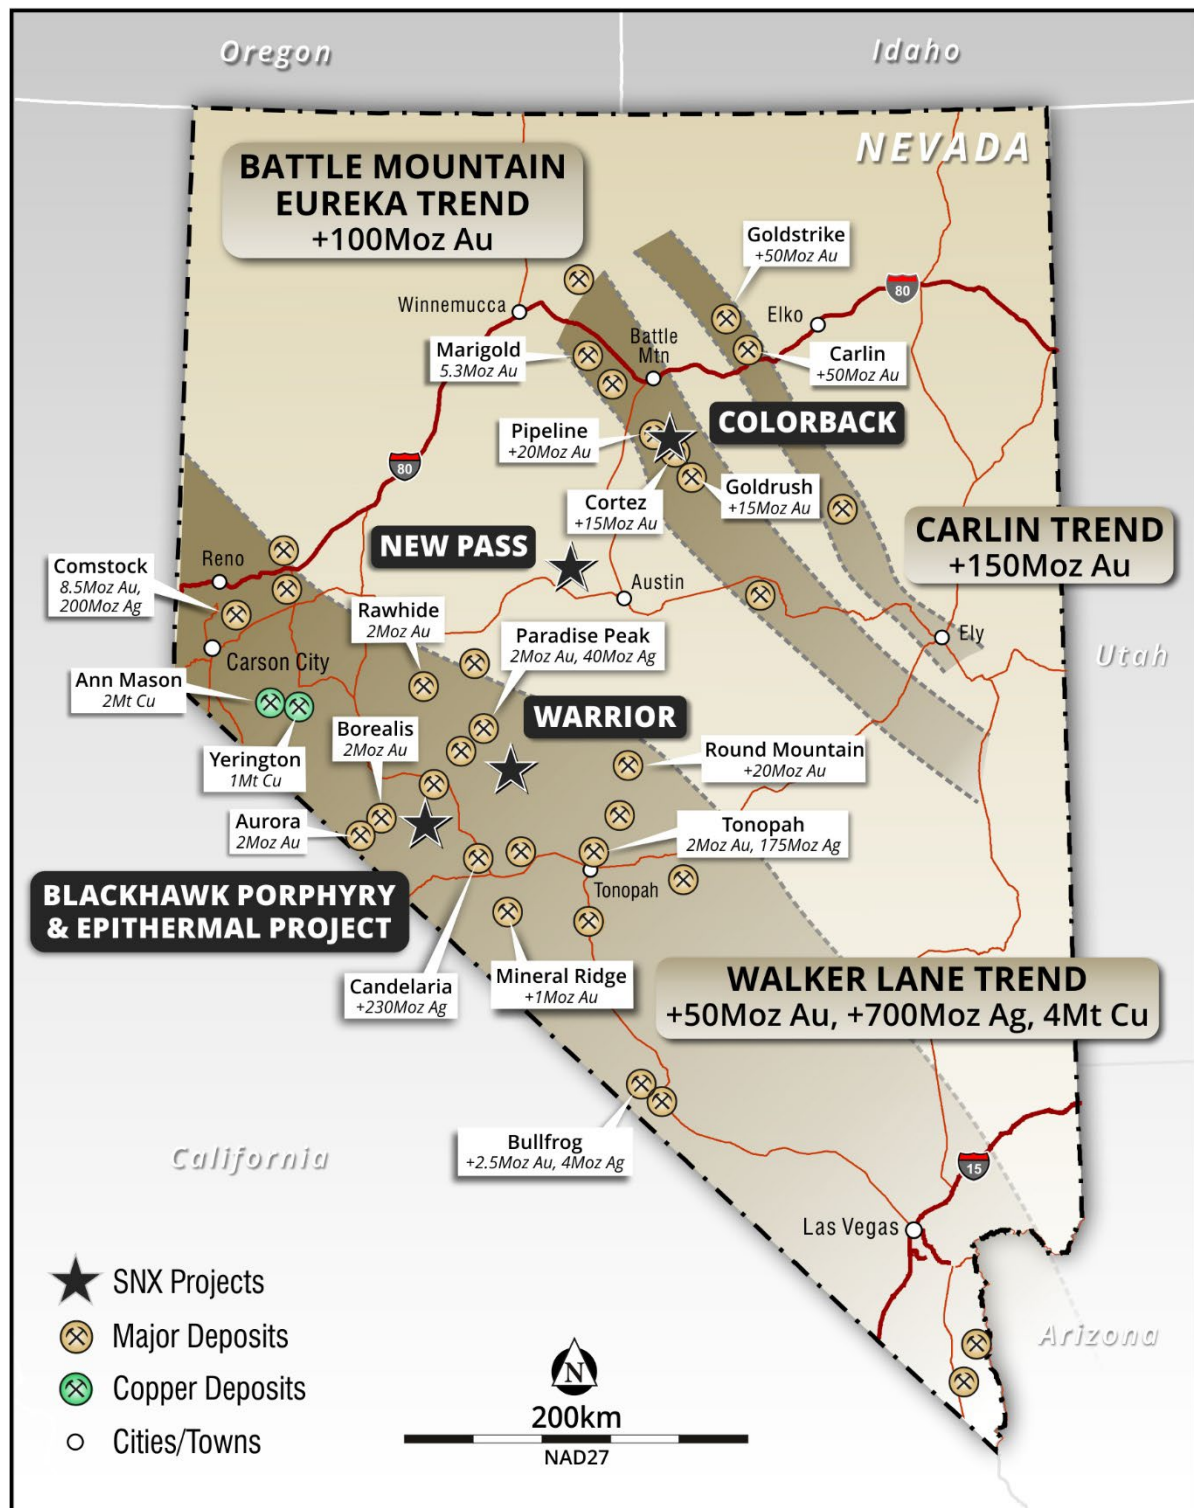 Oregon
Idaho
NEVADA
BATTLE MOUNTAIN
EUREKA TREND
+100Moz Au
Goldstrike
+50Moz Au
80
Winnemucca
Elko
Battle
Mtn
Marigold
5.3Moz Au
Carlin
+50Moz Au
COLORBACK
Pipeline
+20Moz Au
80
Goldrush
+15Moz Au
Cortez
+15Moz Au
CARLIN TREND
+150Moz Au
NEW PASS
Reno
Comstock
8.5Moz Au,
200Moz Ag
Austin
Rawhide
2Moz Au
Paradise Peak
2Moz Au, 40Moz Ag
Ely
Utah
Carson City
Ann Mason
2Mt Cu
WARRIOR
Borealis
2Moz Au
Yerington
1Mt Cu
Round Mountain
+20Moz Au
Aurora
2Moz Au
Tonopah
2Moz Au, 175Moz Ag
Tonopah
BLACKHAWK PORPHYRY
& EPITHERMAL PROJECT
Candelaria
+230Moz Ag
Mineral Ridge
+1Moz Au
WALKER LANE TREND
+50Moz Au, +700Moz Ag, 4Mt Cu
Bullfrog
+2.5Moz Au, 4Moz Ag
California
15
Las Vegas
Arizona
SNX Projects
Major Deposits
Copper Deposits
Cities/Towns
N
200km
NAD27